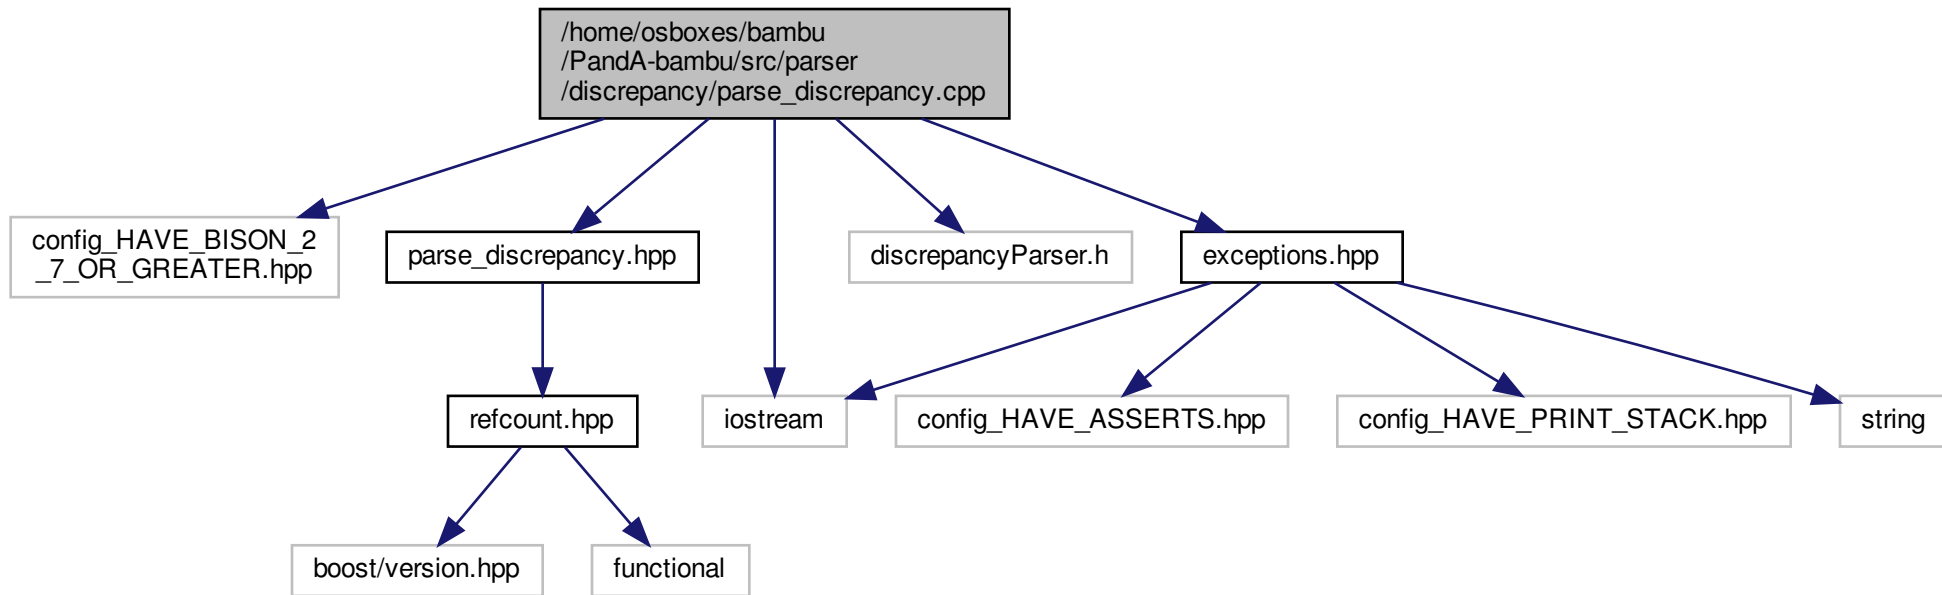 /home/osboxes/bambu
/PandA-bambu/src/parser
/discrepancy/parse_discrepancy.cpp
config_HAVE_BISON_2
_7_OR_GREATER.hpp
parse_discrepancy.hpp
discrepancyParser.h
exceptions.hpp
refcount.hpp
iostream
config_HAVE_ASSERTS.hpp
config_HAVE_PRINT_STACK.hpp
string
boost/version.hpp
functional